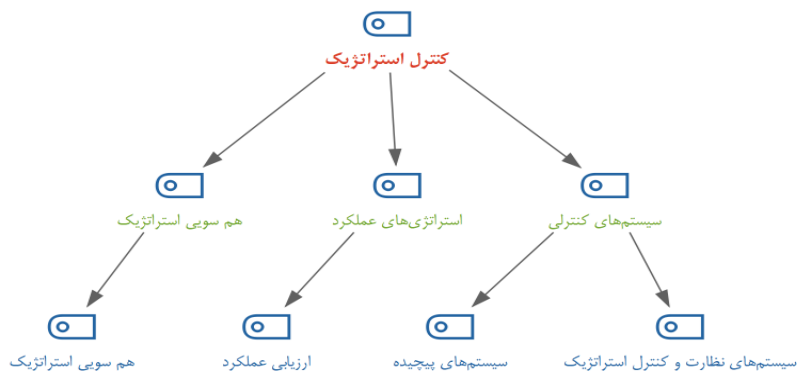 کنترل استراتژیک
سیستم‌های کنترلی
استراتژی‌های عملکرد
هم سویی استراتژیک
سیستم‌های نظارت و کنترل استراتژیک
سیستم‌های پیچیده
ارزیابی عملکرد
هم سویی استراتژیک